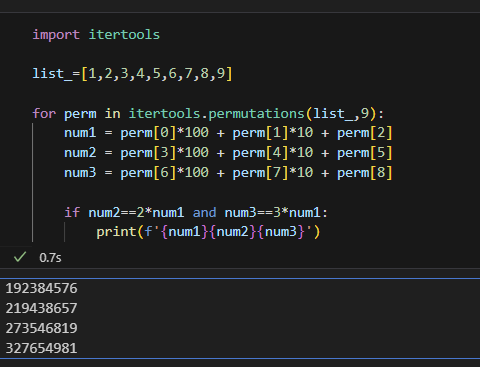 import itertools
list_=[1,2,3,4,5,6,7,8,9]
for perm in itertools.permutations(list_,9):
    num1 = perm[0]*100 + perm[1]*10 + perm[2]
    num2 = perm[3]*100 + perm[4]*10 + perm[5]
    num3 = perm[6]*100 + perm[7]*10 + perm[8]
    if num2==2*num1 and num3==3*num1:
        print(f'{num1}{num2}{num3}')
✓ 0.7s
192384576
219438657
273546819
327654981